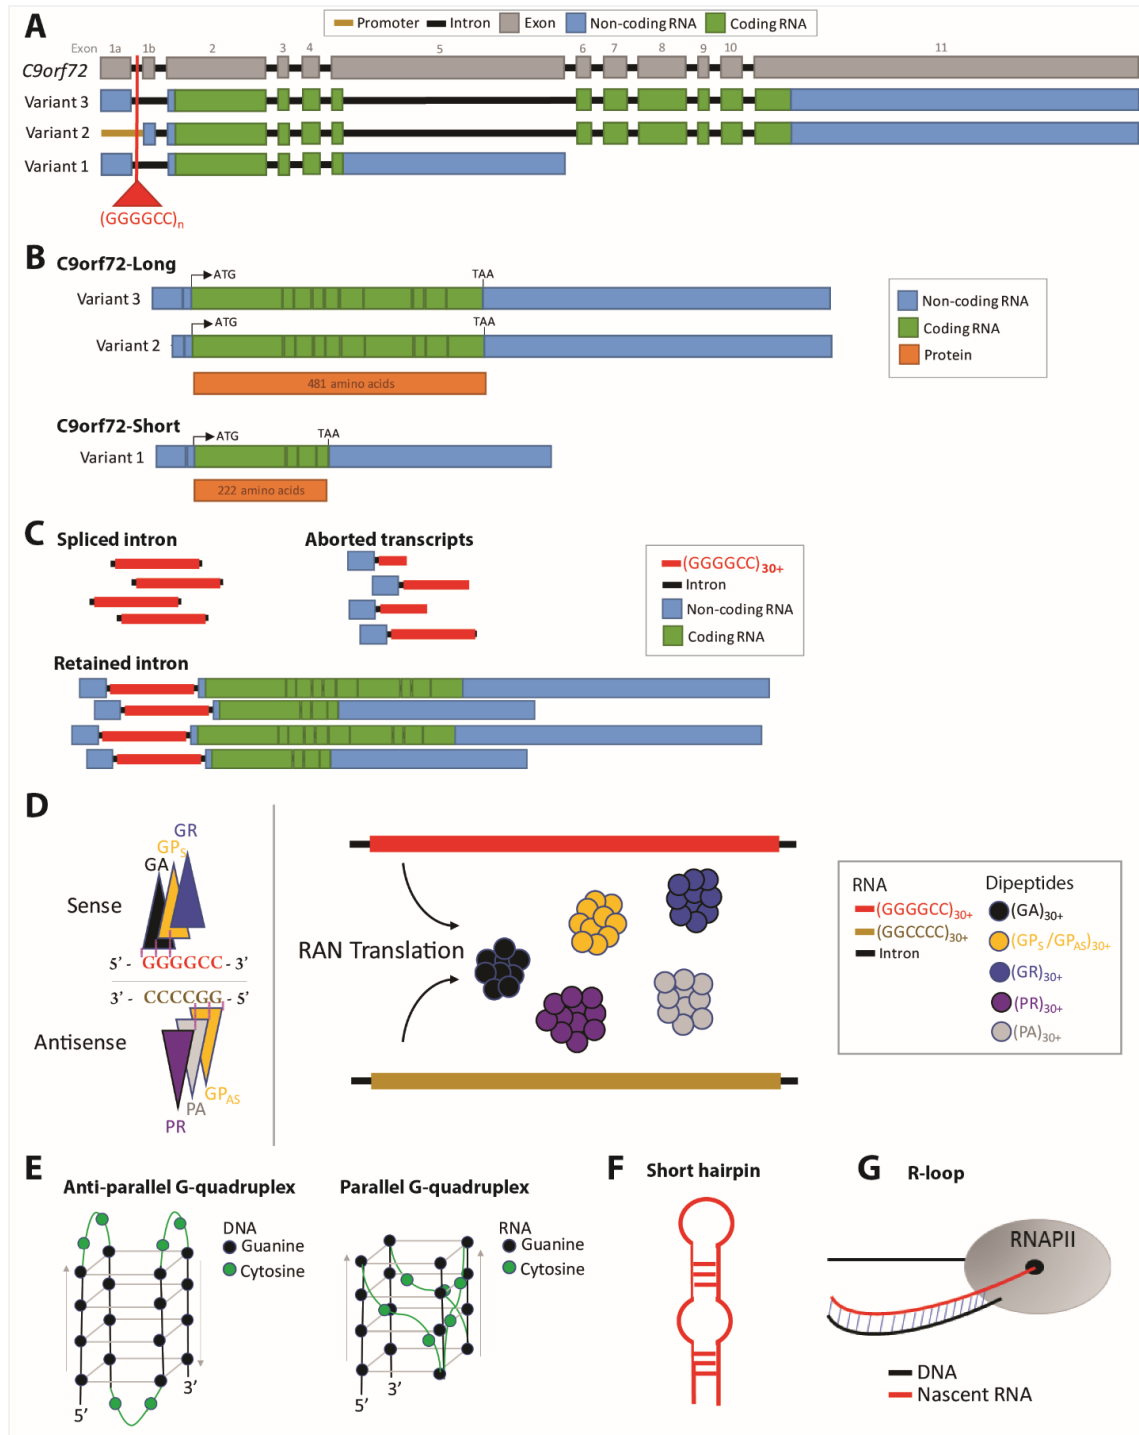 A
Promoter Intron Exon Non-coding RNA Coding RNA
Exon 1a 1b 2 3 4 5 6 7 8 9 10 11
C9orf72
Variant 3
Variant 2
Variant 1
(GGGGCC)n
B
C9orf72-Long
ATG TAA
Variant 3
ATG TAA
Variant 2
481 amino acids
Non-coding RNA
Coding RNA
Protein
C9orf72-Short
ATG TAA
Variant 1
222 amino acids
C
Spliced intron
Aborted transcripts
(GGGGCC)30+
Intron
Non-coding RNA
Coding RNA
Retained intron
D
GR
GPS
GA
Sense
5’ - GGGGCC - 3’
3’ - CCCCGG - 5’
Antisense
GPAS
PA
PR
RAN Translation
RNA
(GGGGCC)30+
(GGCCCC)30+
Intron
Dipeptides
(GA)30+
(GPS /GPAS)30+
(GR)30+
(PR)30+
(PA)30+
E
Anti-parallel G-quadruplex
DNA
Guanine
Cytosine
5’
3’
Parallel G-quadruplex
RNA
Guanine
Cytosine
5’
3’
F
Short hairpin
G
R-loop
RNAPII
DNA
Nascent RNA